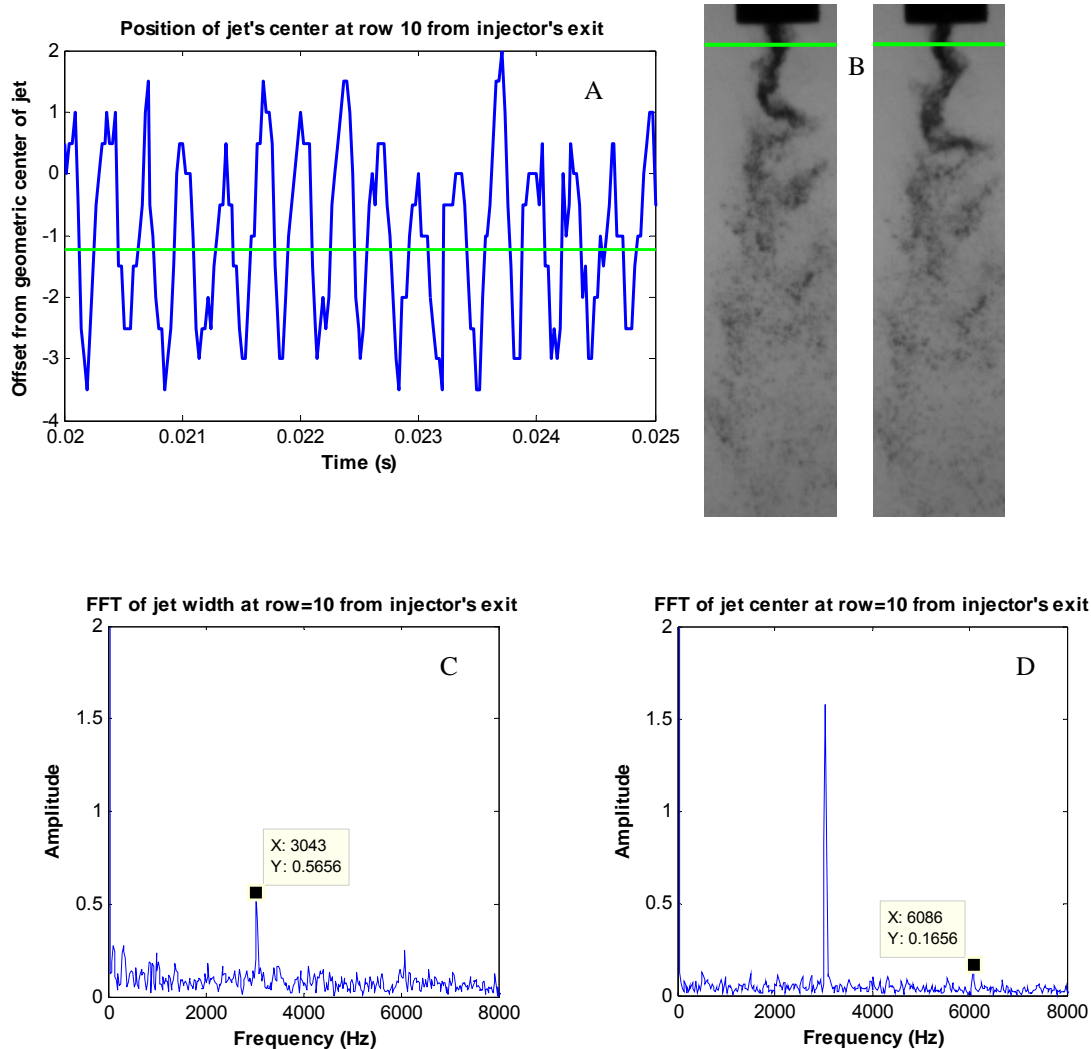 Position of jet's center at row 10 from injector's exit
A
B
Offset from geometric center of jet
2
1
0
-1
-2
-3
-4
0.02 0.021 0.022 0.023 0.024 0.025
Time (s)
FFT of jet width at row=10 from injector's exit
C
Amplitude
2
1.5
1
0.5
0
X: 3043
Y: 0.5656
0 2000 4000 6000 8000
Frequency (Hz)
FFT of jet center at row=10 from injector's exit
D
Amplitude
2
1.5
1
0.5
0
X: 6086
Y: 0.1656
0 2000 4000 6000 8000
Frequency (Hz)